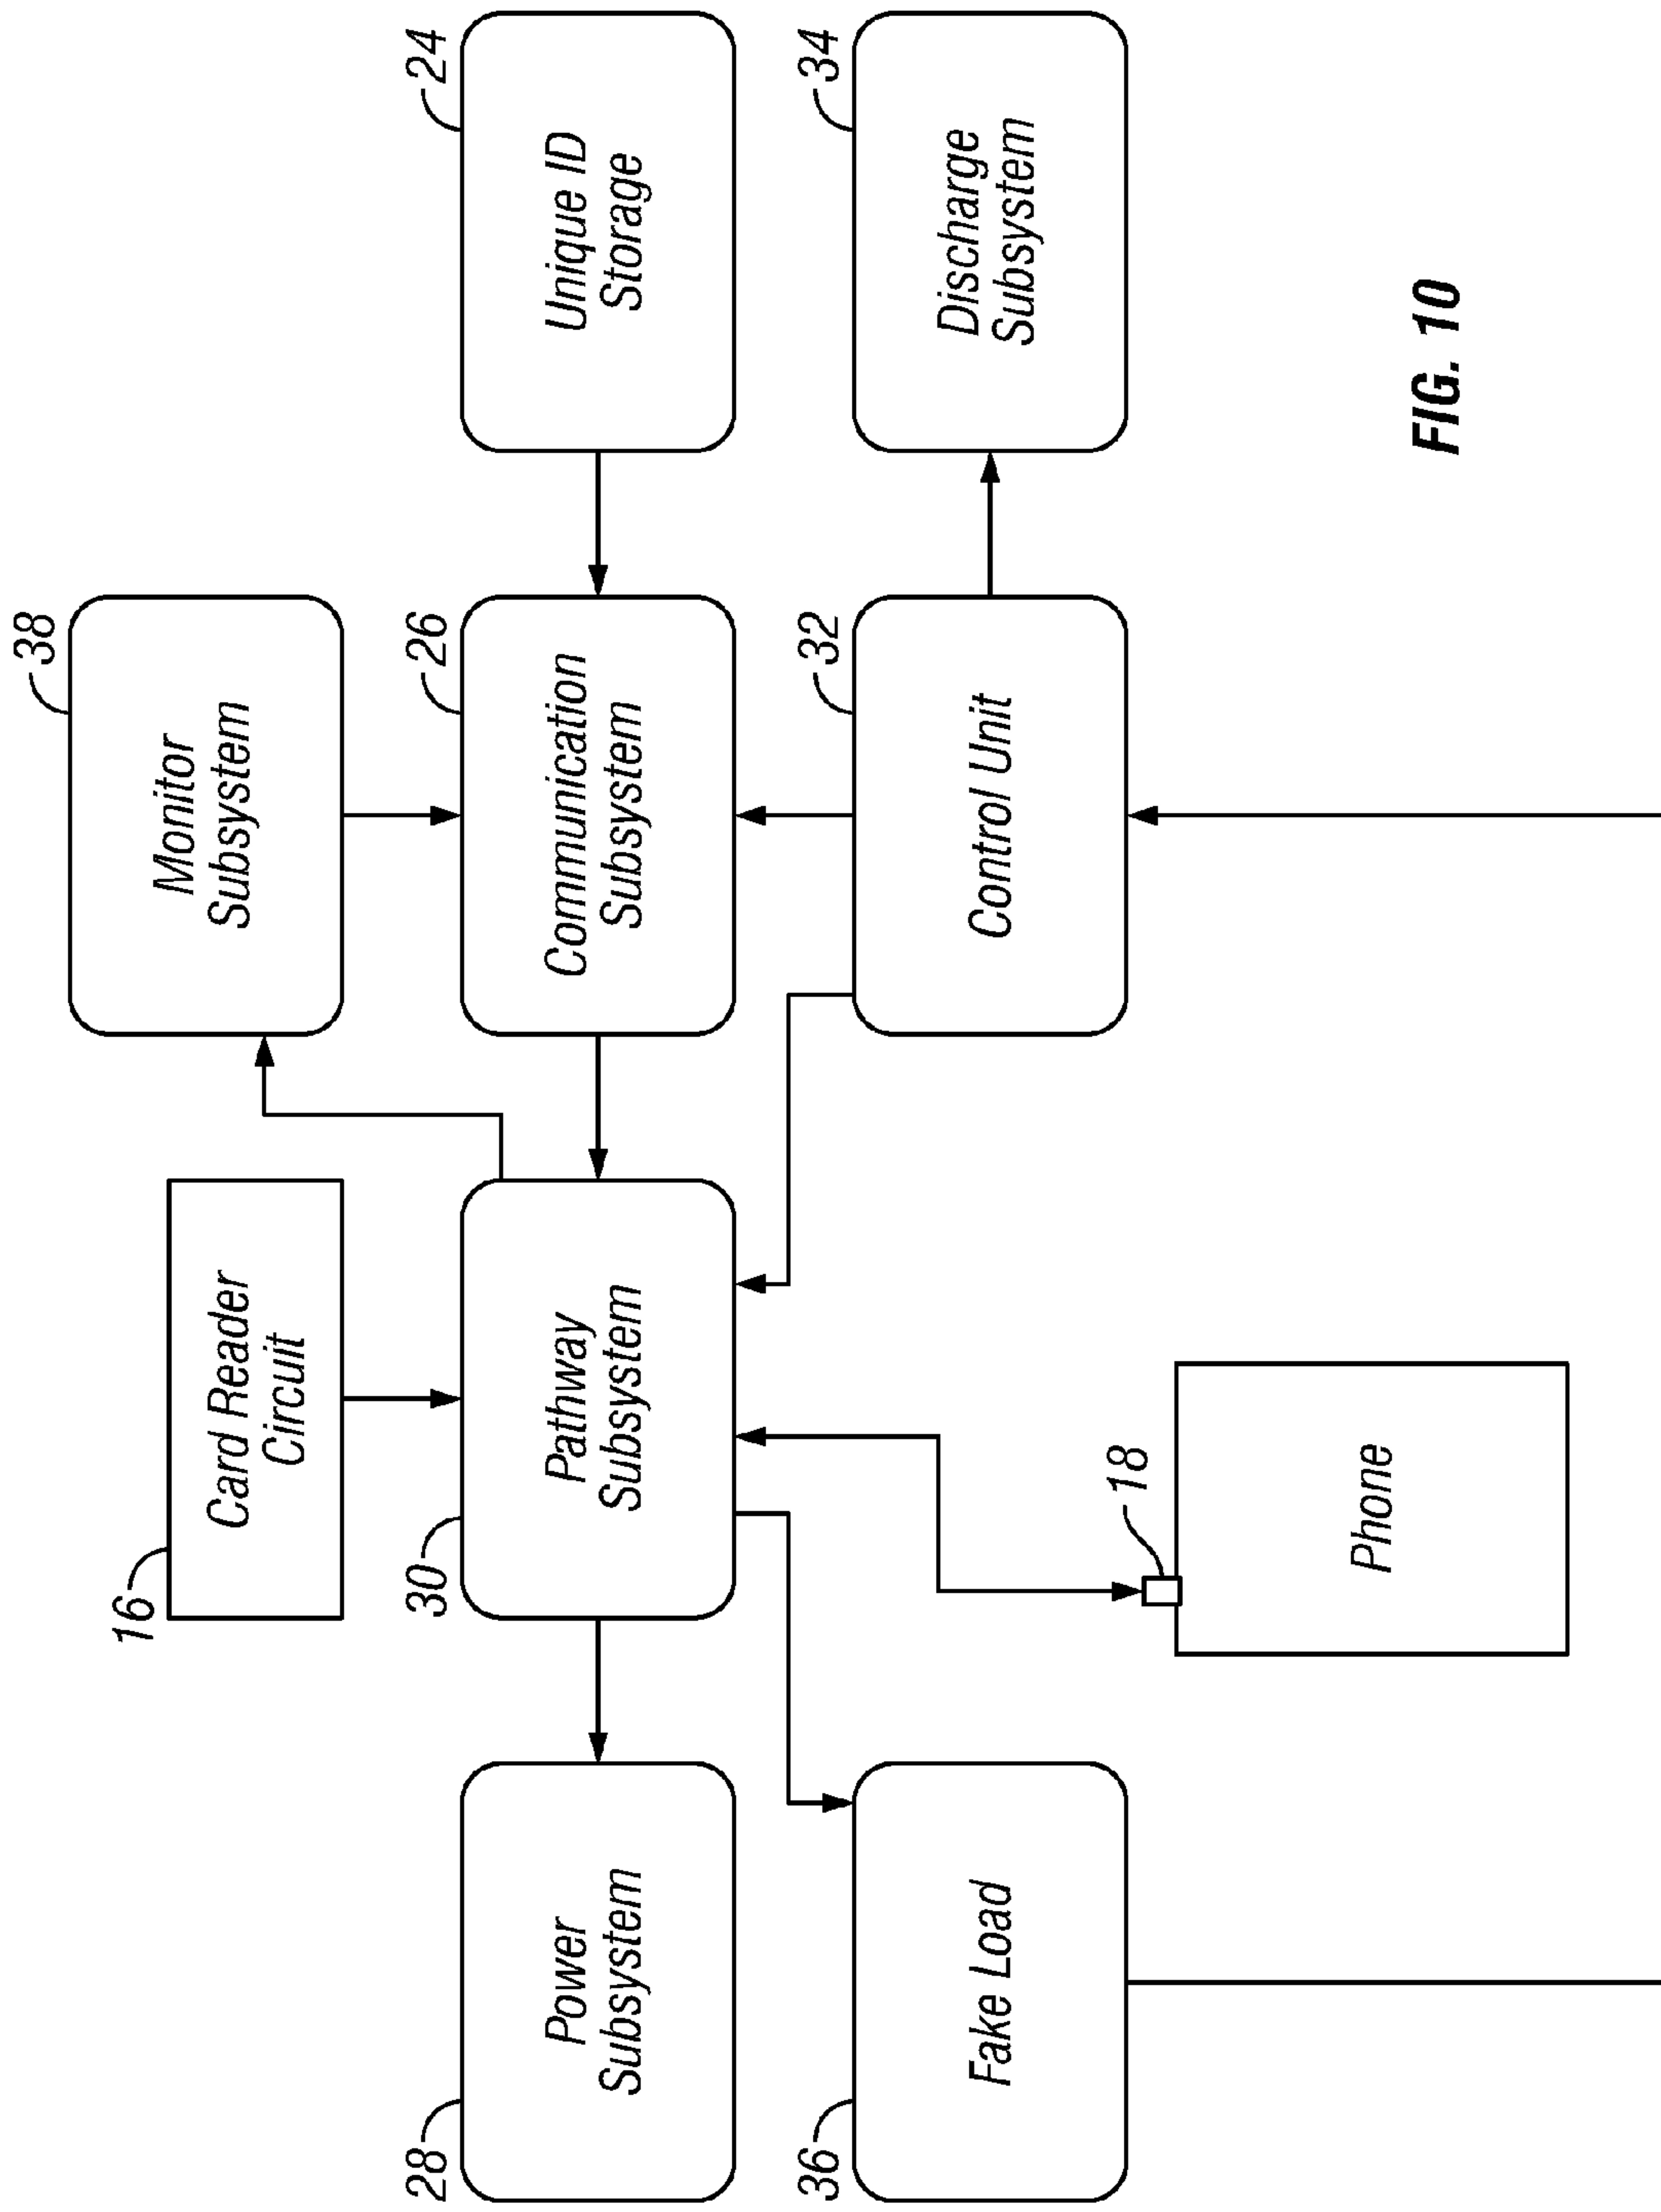 38
16
Card Reader
Circuit
Monitor
Subsystem
28
30
26
24
Power
Subsystem
Pathway
Subsystem
Communication
Subsystem
Unique ID
Storage
36
32
34
Fake Load
Control Unit
Discharge
Subsystem
18
Phone
FIG. 10